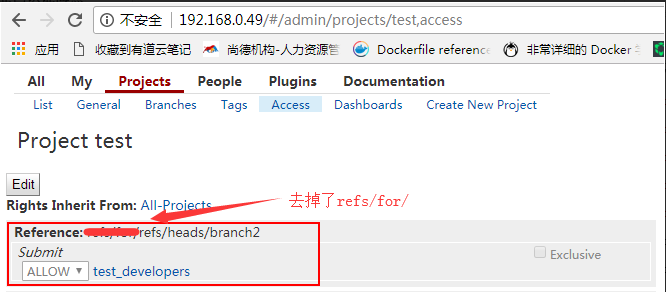 不安全 192.168.0.49/#/admin/projects/test,access
应用 收藏到有道云笔记 尚德机构-人力资源管 Dockerfile reference 非常详细的 Docker 学
All My Projects People Plugins Documentation
List General Branches Tags Access Dashboards Create New Project
Project test
Edit
Rights Inherit From: All-Projects
去掉了refs/for/
Reference: refs/for/refs/heads/branch2
Submit
Exclusive
ALLOW test_developers